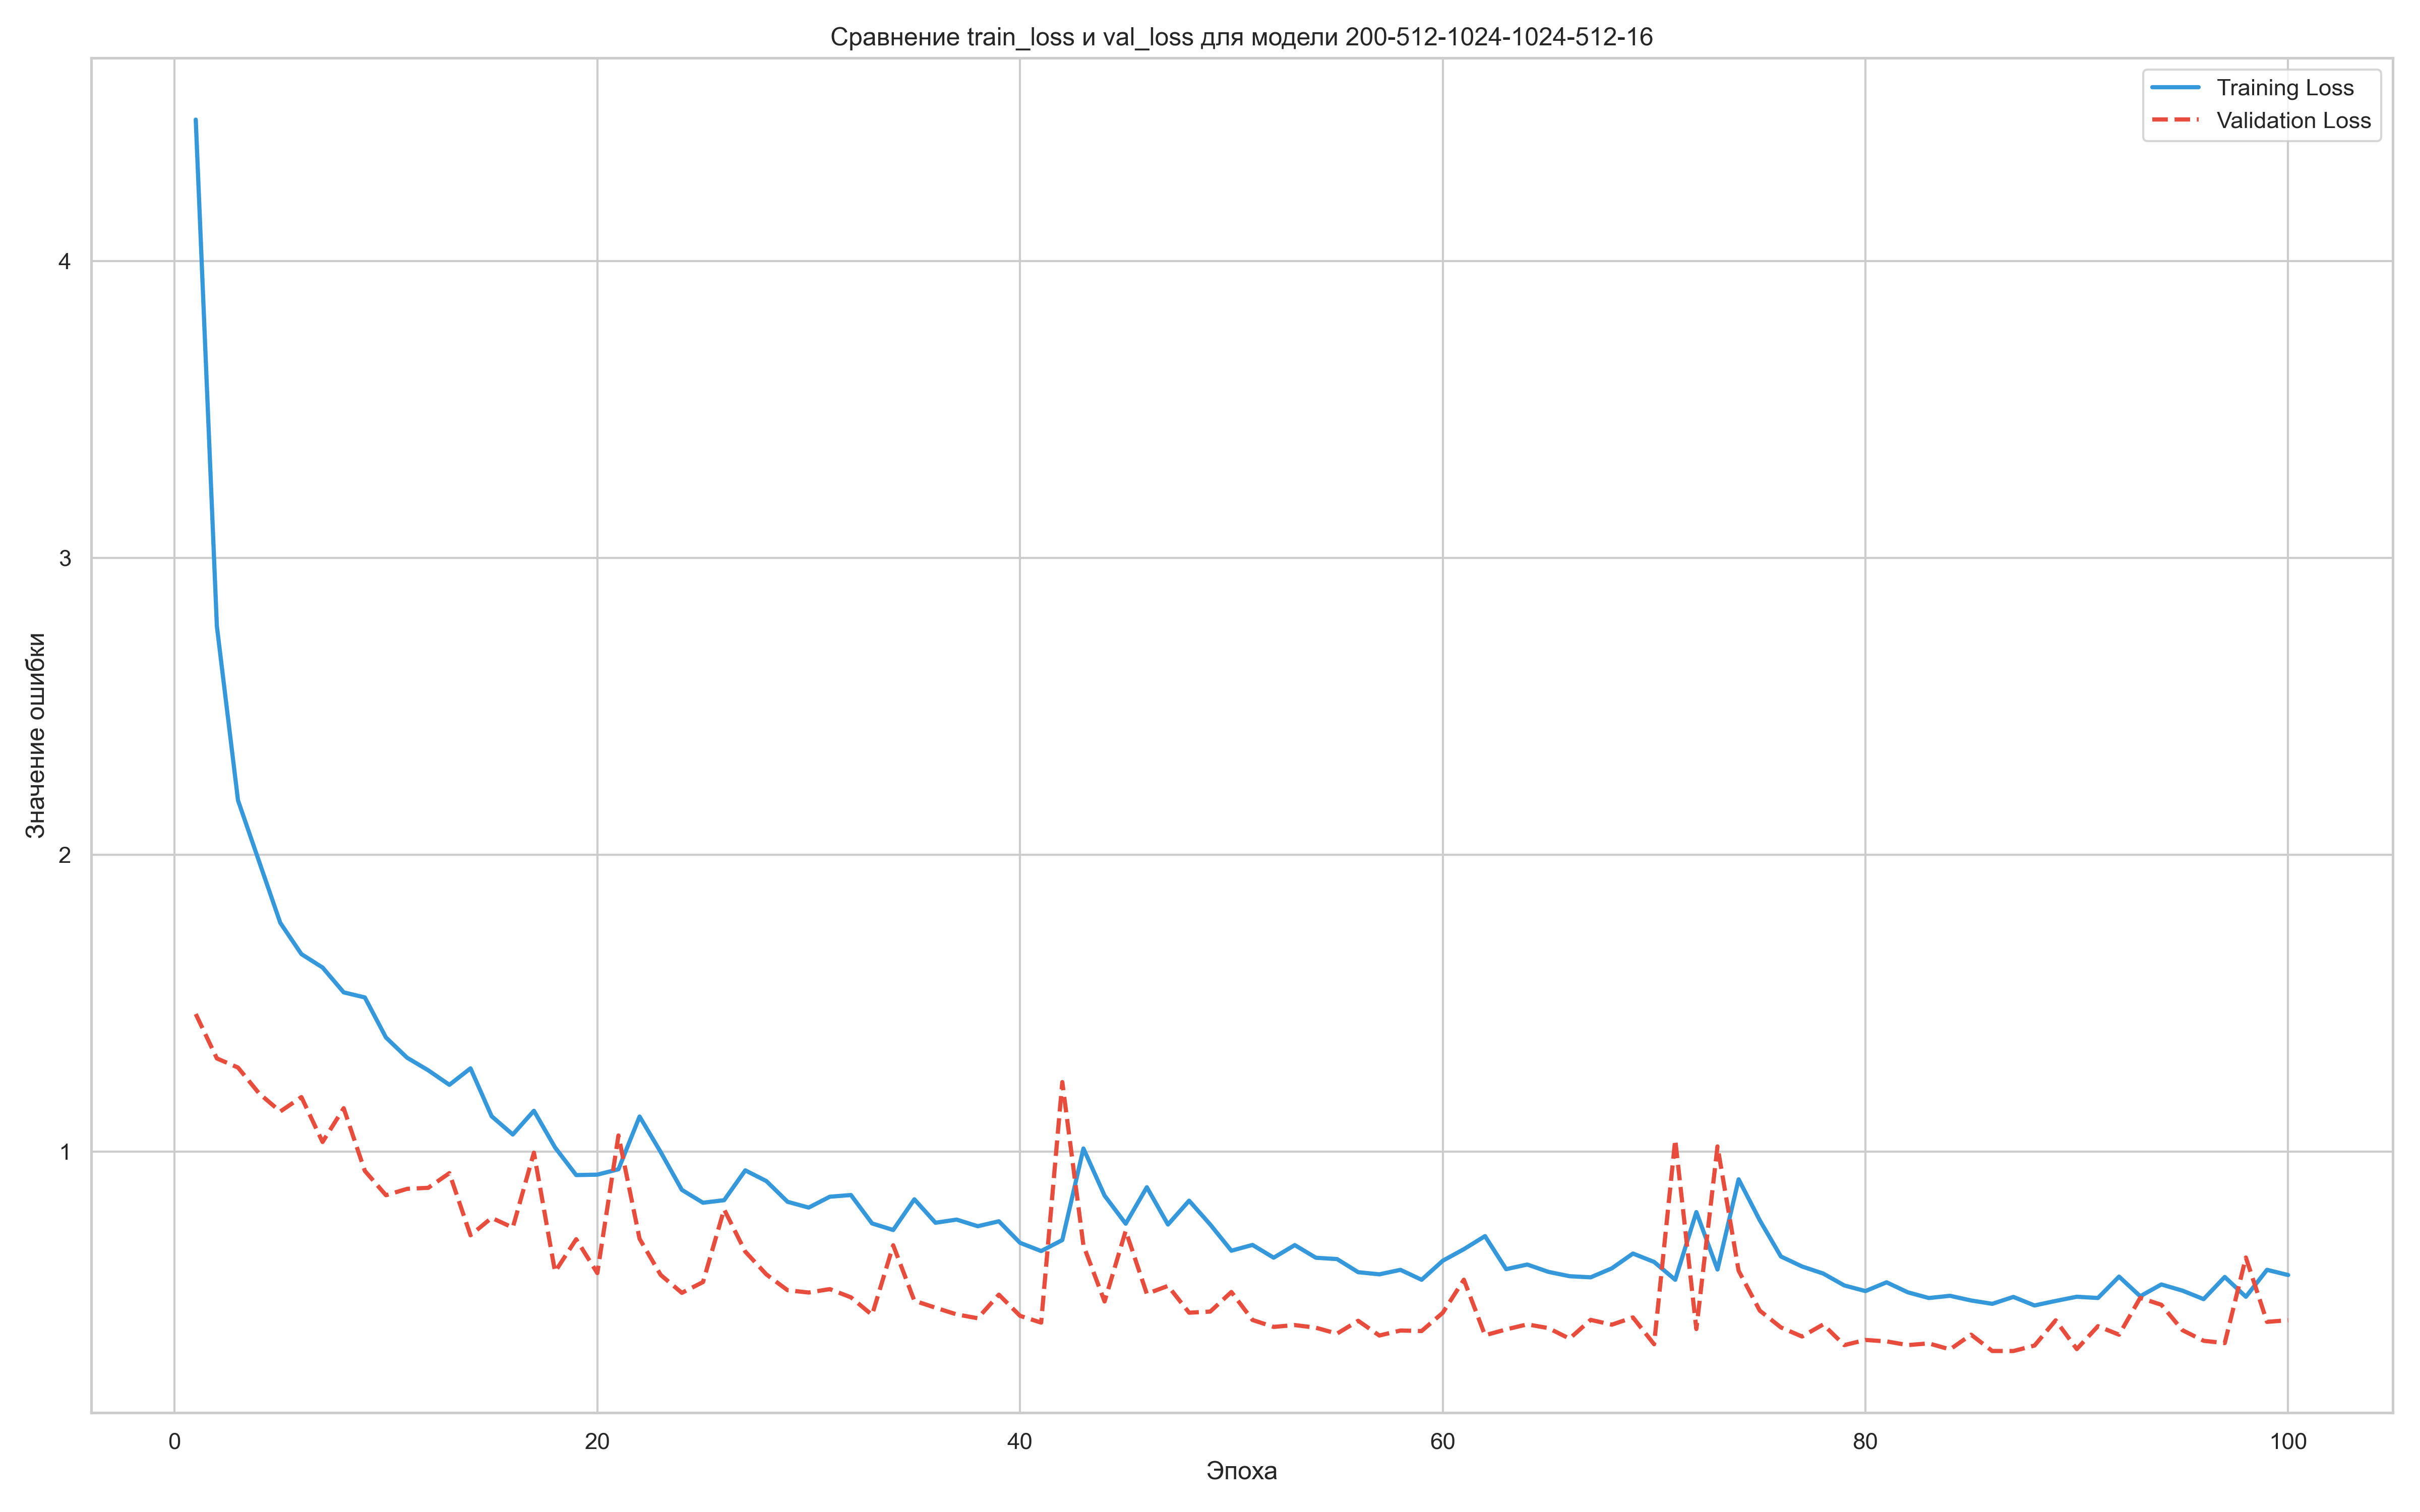 Сравнение train_loss и val_loss для модели 200-512-1024-1024-512-16
Training Loss
Validation Loss
4
3
2
1
Значение ошибки
0
20
40
60
80
100
Эпоха